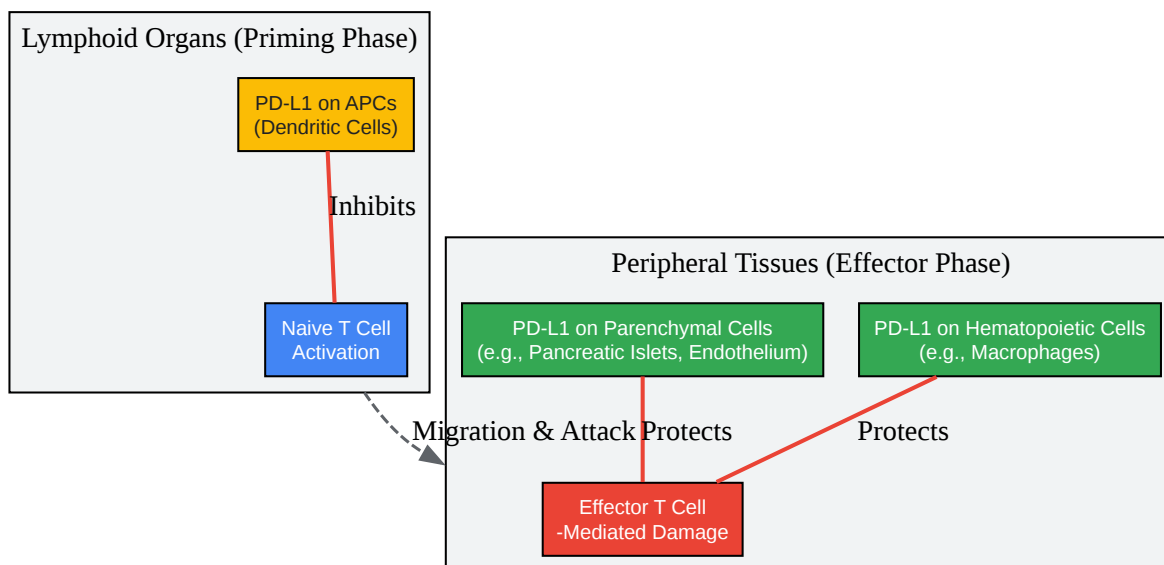 Lymphoid Organs (Priming Phase)
PD-L1 on APCs
(Dendritic Cells)
Inhibits
Naive T Cell
Activation
Migration & Attack
Peripheral Tissues (Effector Phase)
PD-L1 on Parenchymal Cells
(e.g., Pancreatic Islets, Endothelium)
PD-L1 on Hematopoietic Cells
(e.g., Macrophages)
Protects
Protects
Effector T Cell
-Mediated Damage